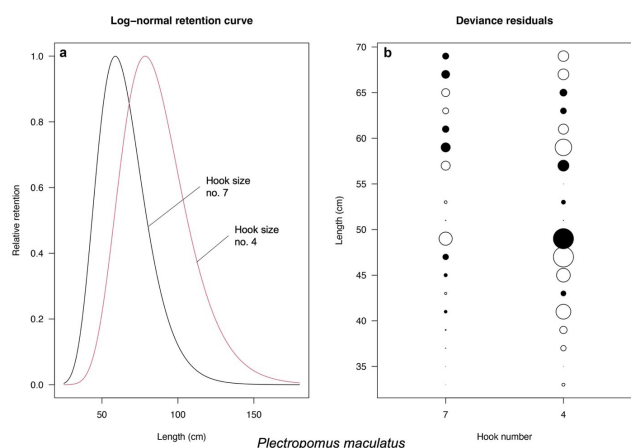 Log−normal retention curve
a
Relative retention
1.0
0.8
0.6
0.4
0.2
0.0
Hook size
no. 7
Hook size
no. 4
50 100 150
Length (cm)
Deviance residuals
b
Length (cm)
70
65
60
55
50
45
40
35
7 4
Hook number
Plectropomus maculatus